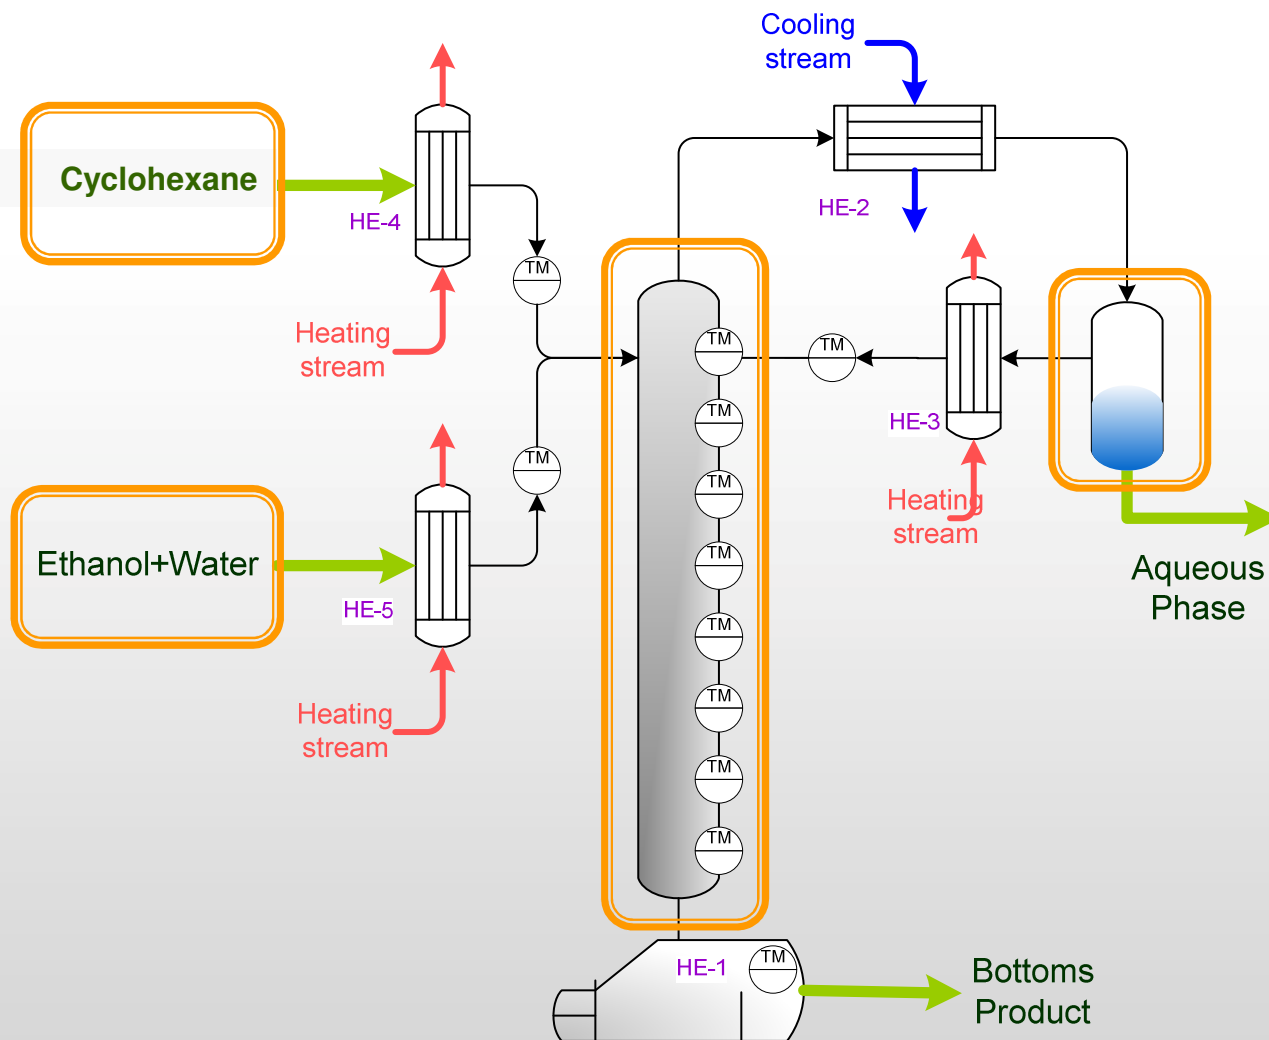 Cooling
stream
Cyclohexane
HE-4
HE-2
TM
Heating
stream
TM
TM
HE-3
TM
TM
Heating
stream
TM
Ethanol+Water
TM
Aqueous
Phase
HE-5
TM
TM
Heating
stream
TM
TM
HE-1
TM
Bottoms
Product